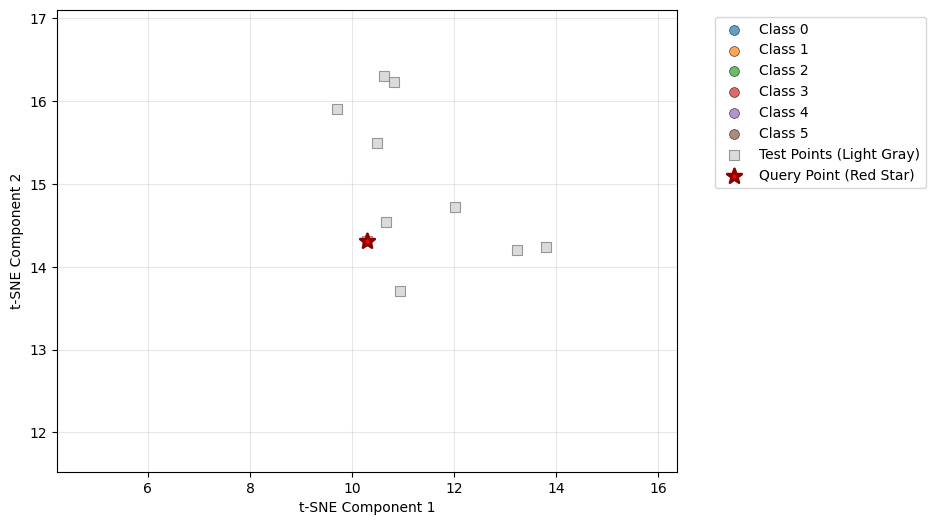 17
16
15
14
13
12
t-SNE Component 2
6
8
10
12
14
16
t-SNE Component 1
Class 0
Class 1
Class 2
Class 3
Class 4
Class 5
Test Points (Light Gray)
Query Point (Red Star)